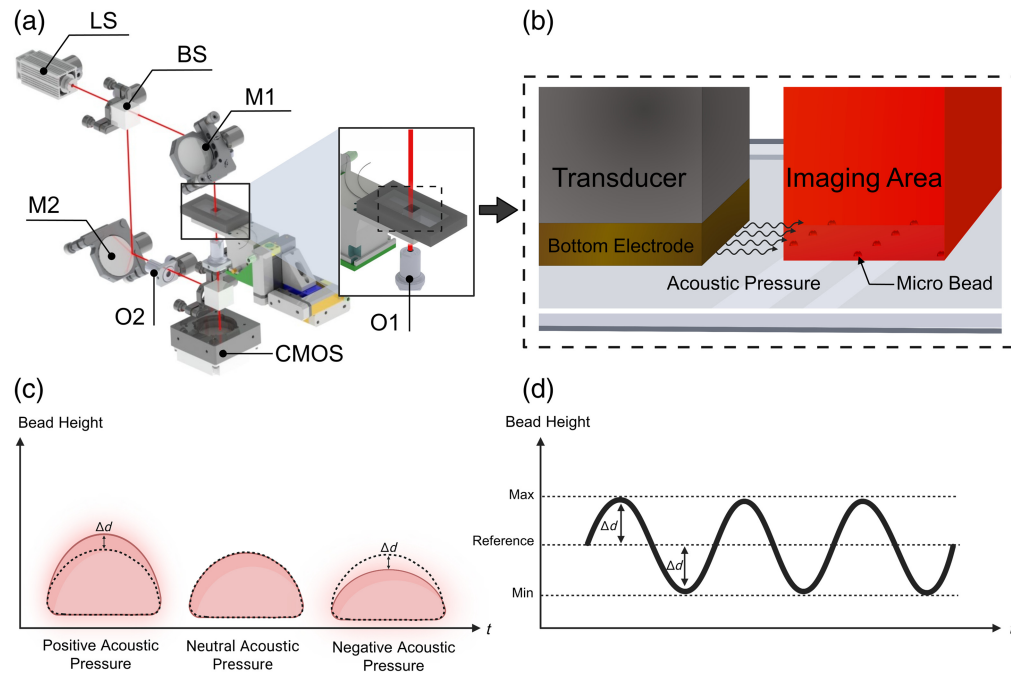 (a)
LS
BS
M1
M2
O2
O1
CMOS
(b)
Transducer
Imaging Area
Bottom Electrode
Acoustic Pressure
Micro Bead
(c)
Bead Height
Δd
Δd
t
Positive Acoustic
Pressure
Neutral Acoustic
Pressure
Negative Acoustic
Pressure
(d)
Bead Height
Max
Δd
Reference
Δd
Min